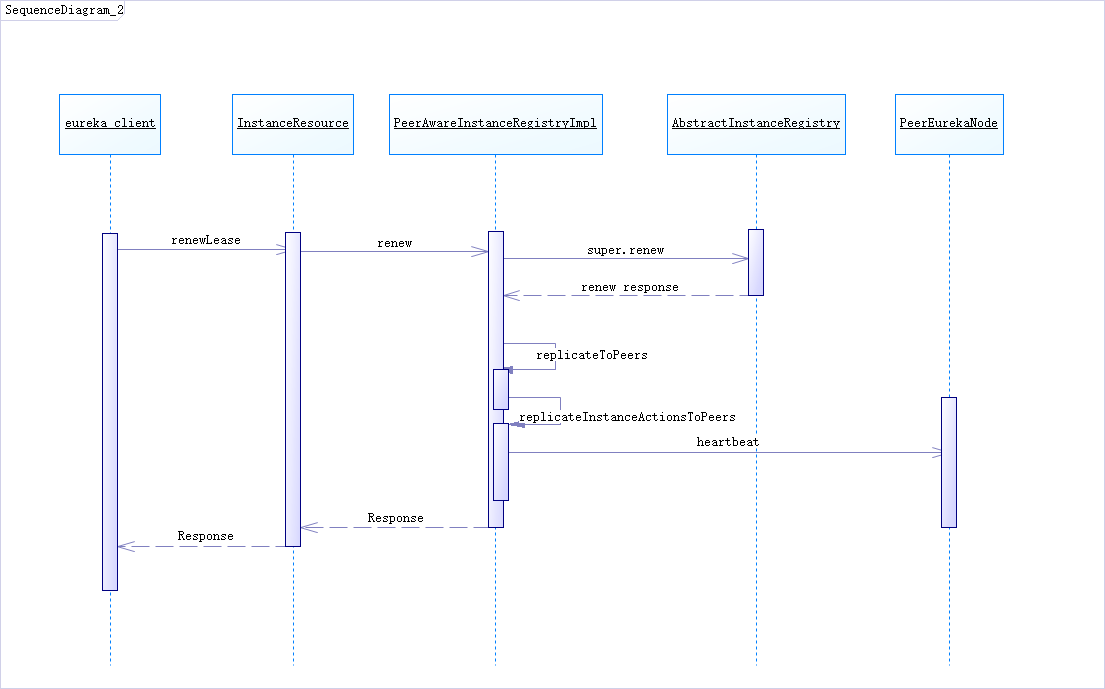 SequenceDiagram_2
eureka client
InstanceResource
PeerAwareInstanceRegistryImpl
AbstractInstanceRegistry
PeerEurekaNode
renewLease
renew
super.renew
renew response
replicateToPeers
replicateInstanceActionsToPeers
heartbeat
Response
Response